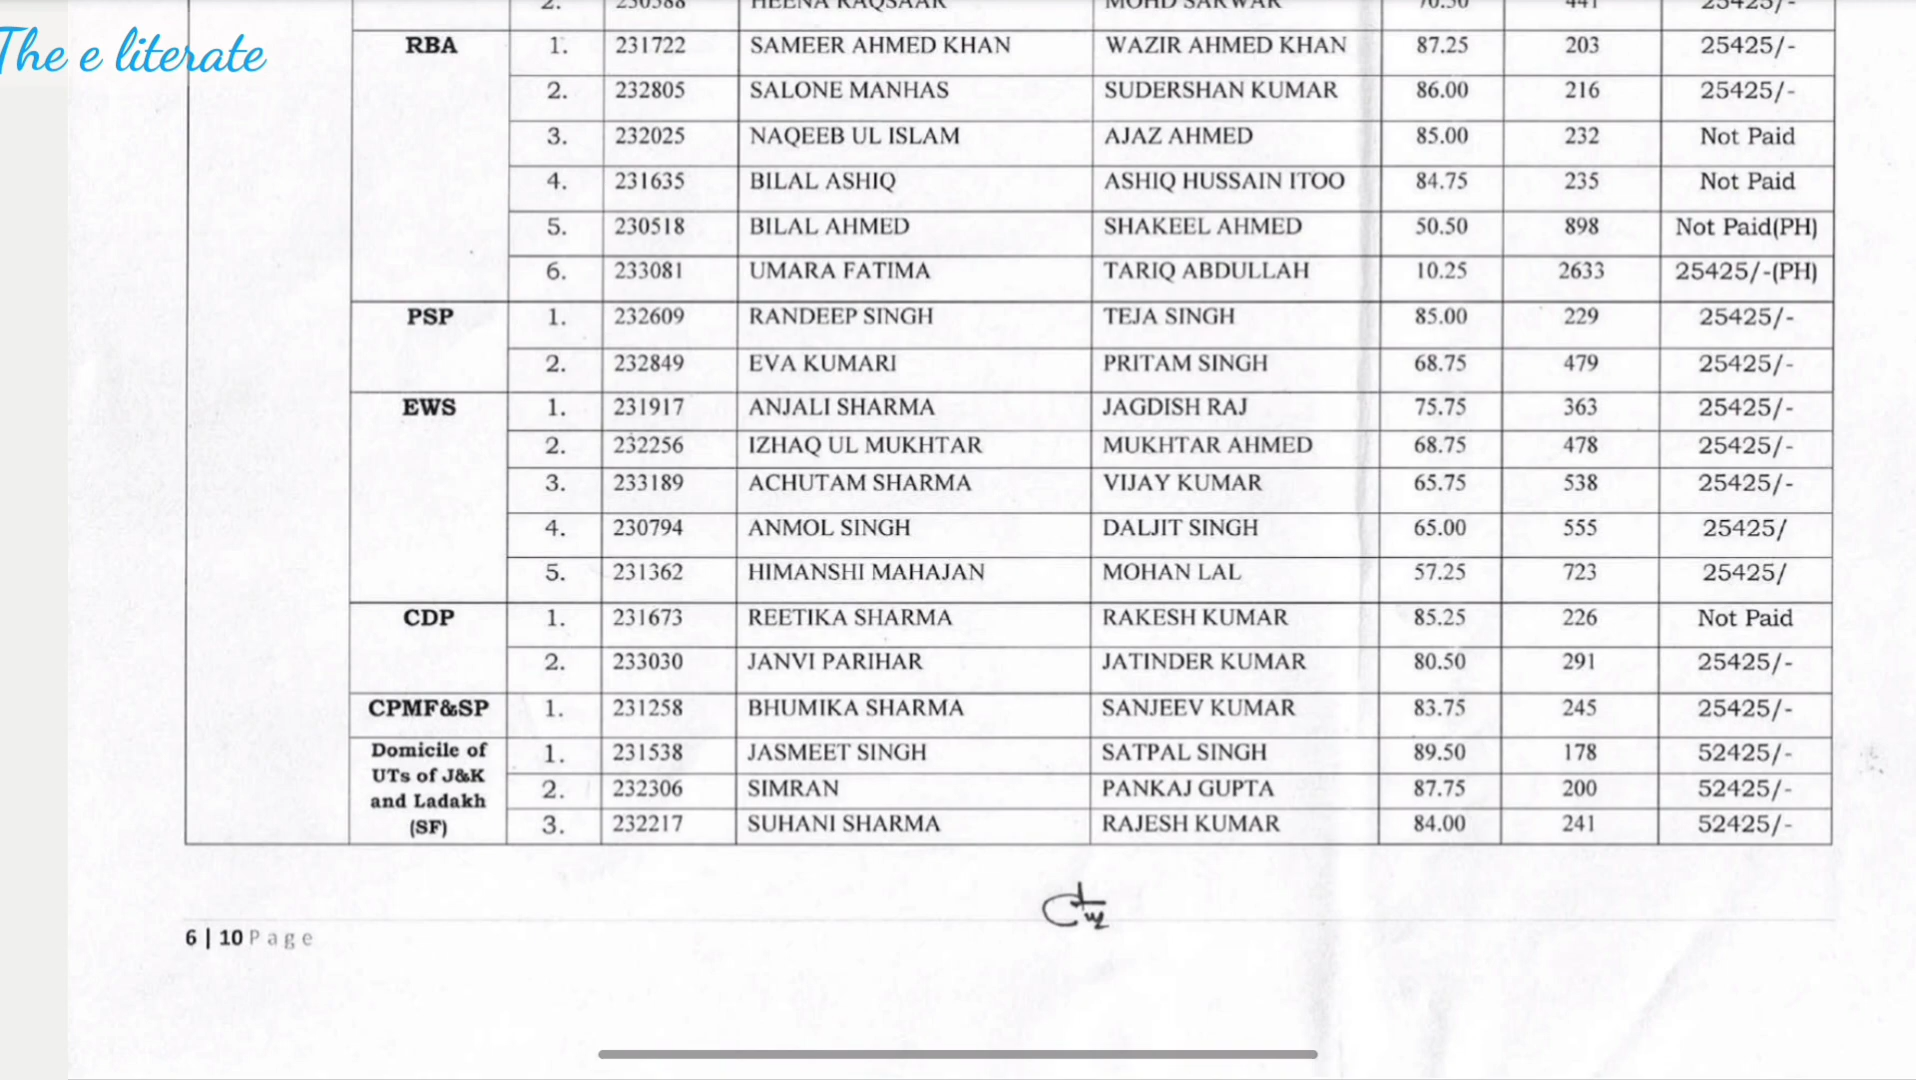 The e literate
2. 230588 HEENA RAQSAAR MOHD SARWAR 70.50 441 25425/-
RBA 1. 231722 SAMEER AHMED KHAN WAZIR AHMED KHAN 87.25 203 25425/-
2. 232805 SALONE MANHAS SUDERSHAN KUMAR 86.00 216 25425/-
3. 232025 NAQEEB UL ISLAM AJAZ AHMED 85.00 232 Not Paid
4. 231635 BILAL ASHIQ ASHIQ HUSSAIN ITOO 84.75 235 Not Paid
5. 230518 BILAL AHMED SHAKEEL AHMED 50.50 898 Not Paid(PH)
6. 233081 UMARA FATIMA TARIQ ABDULLAH 10.25 2633 25425/-(PH)
PSP 1. 232609 RANDEEP SINGH TEJA SINGH 85.00 229 25425/-
2. 232849 EVA KUMARI PRITAM SINGH 68.75 479 25425/-
EWS 1. 231917 ANJALI SHARMA JAGDISH RAJ 75.75 363 25425/-
2. 232256 IZHAQ UL MUKHTAR MUKHTAR AHMED 68.75 478 25425/-
3. 233189 ACHUTAM SHARMA VIJAY KUMAR 65.75 538 25425/-
4. 230794 ANMOL SINGH DALJIT SINGH 65.00 555 25425/
5. 231362 HIMANSHI MAHAJAN MOHAN LAL 57.25 723 25425/
CDP 1. 231673 REETIKA SHARMA RAKESH KUMAR 85.25 226 Not Paid
2. 233030 JANVI PARIHAR JATINDER KUMAR 80.50 291 25425/-
CPMF&SP 1. 231258 BHUMIKA SHARMA SANJEEV KUMAR 83.75 245 25425/-
Domicile of UTs of J&K and Ladakh (SF) 1. 231538 JASMEET SINGH SATPAL SINGH 89.50 178 52425/-
2. 232306 SIMRAN PANKAJ GUPTA 87.75 200 52425/-
3. 232217 SUHANI SHARMA RAJESH KUMAR 84.00 241 52425/-
6 | 10 Page